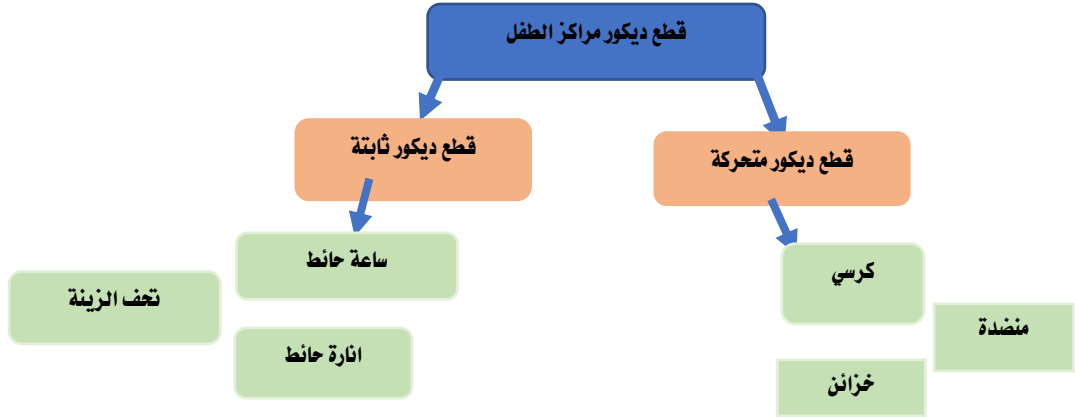 قطع ديكور مراكز الطفل
قطع ديكور متحركة
قطع ديكور ثابتة
كرسي
منضدة
خزائن
ساعة حائط
تحف الزينة
انارة حائط